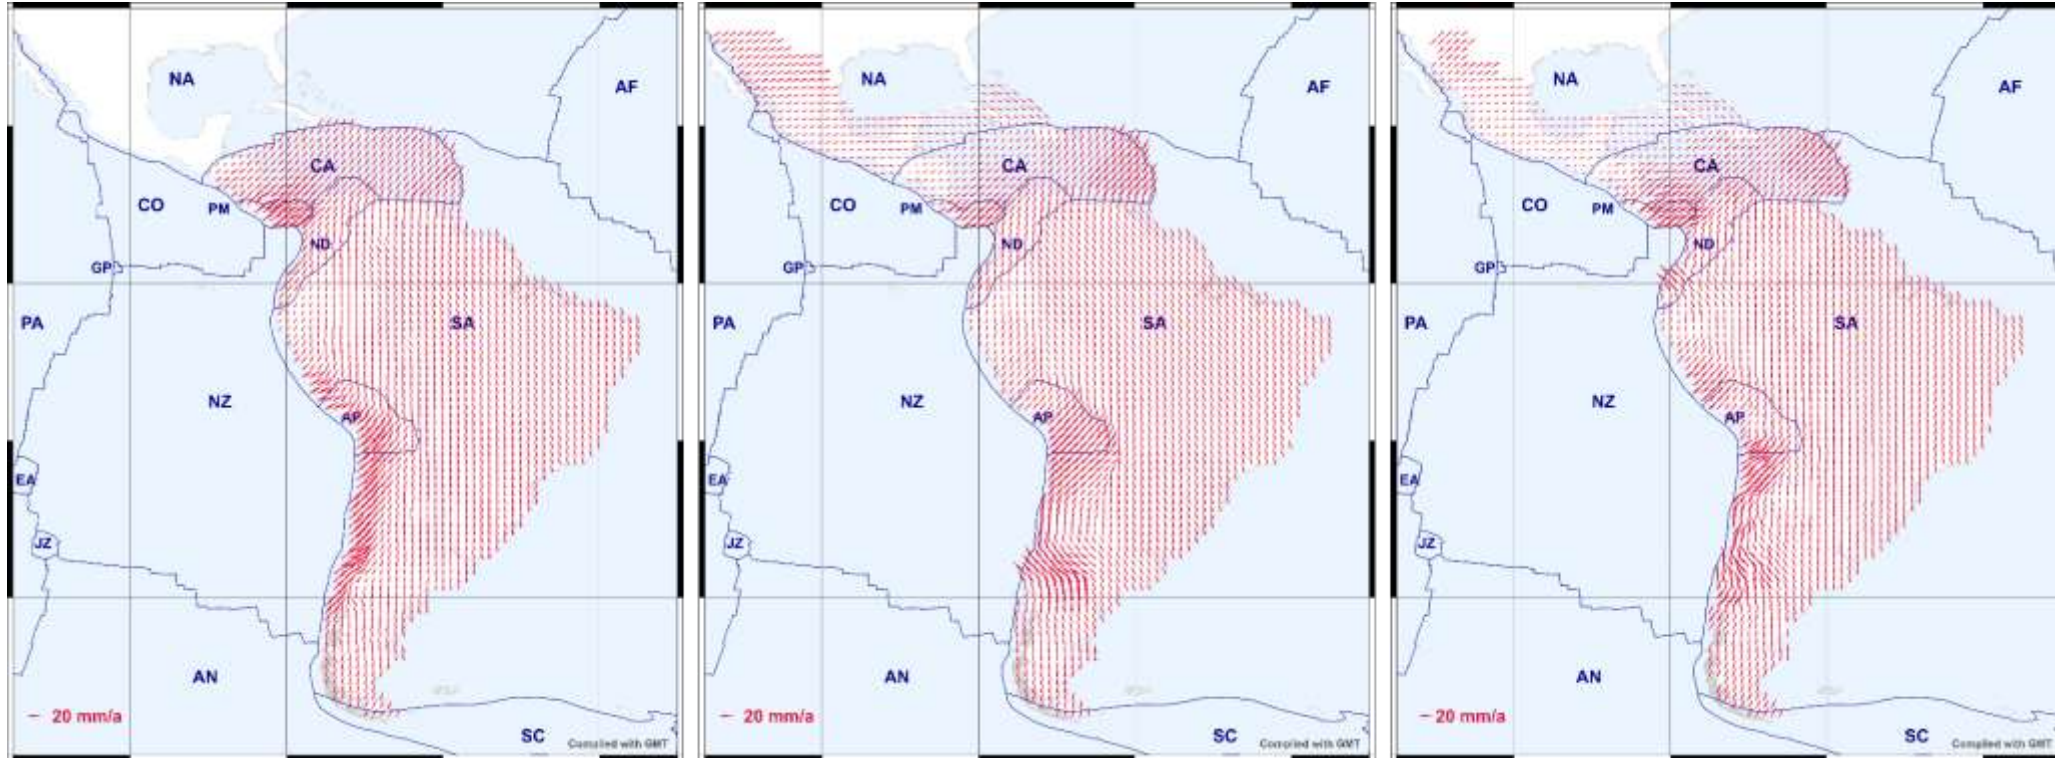 NA
AF
CA
CO
PM
ND
GP
PA
SA
NZ
AP
EA
JZ
AN
20 mm/a
SC
Compiled with GMT
NA
AF
CA
CO
PM
ND
GP
PA
SA
NZ
AP
EA
JZ
AN
20 mm/a
SC
Compiled with GMT
NA
AF
CA
CO
PM
ND
GP
PA
SA
NZ
AP
EA
JZ
AN
20 mm/a
SC
Compiled with GMT